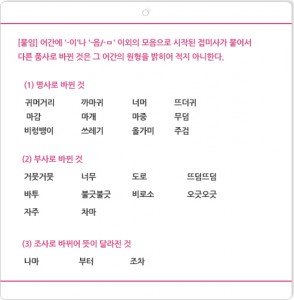 [붙임] 어간에 '-이'나 '-음/-ㅁ' 이외의 모음으로 시작된 접미사가 붙어서
다른 품사로 바뀐 것은 그 어간의 원형을 밝히어 적지 아니한다.
(1) 명사로 바뀐 것
귀머거리 까마귀 너머 뜨더귀
마감 마개 마중 무덤
비렁뱅이 쓰레기 올가미 주검
(2) 부사로 바뀐 것
거뭇거뭇 너무 도로 뜨덤뜨덤
바투 불긋불긋 비로소 오긋오긋
자주 차마
(3) 조사로 바뀌어 뜻이 달라진 것
나마 부터 조차